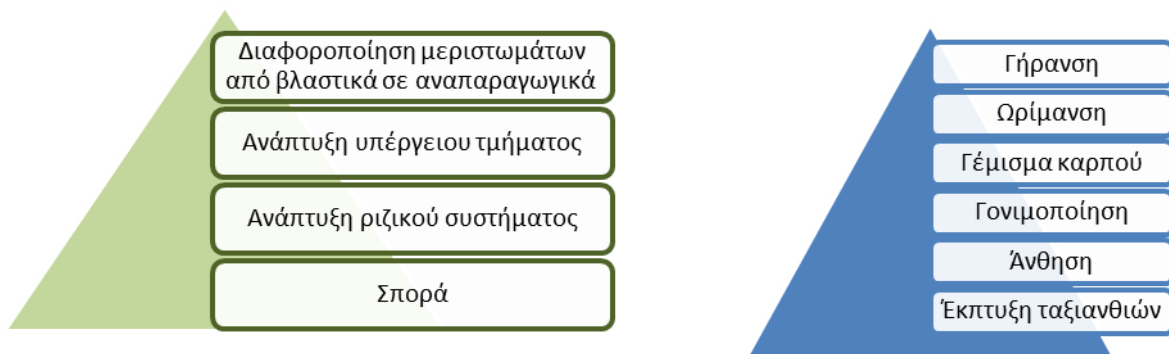 Διαφοροποίηση μεριστωμάτων
από βλαστικά σε αναπαραγωγικά
Ανάπτυξη υπέργειου τμήματος
Ανάπτυξη ριζικού συστήματος
Σπορά
Γήρανση
Ωρίμανση
Γέμισμα καρπού
Γονιμοποίηση
Άνθηση
Έκπτυξη ταξιανθιών